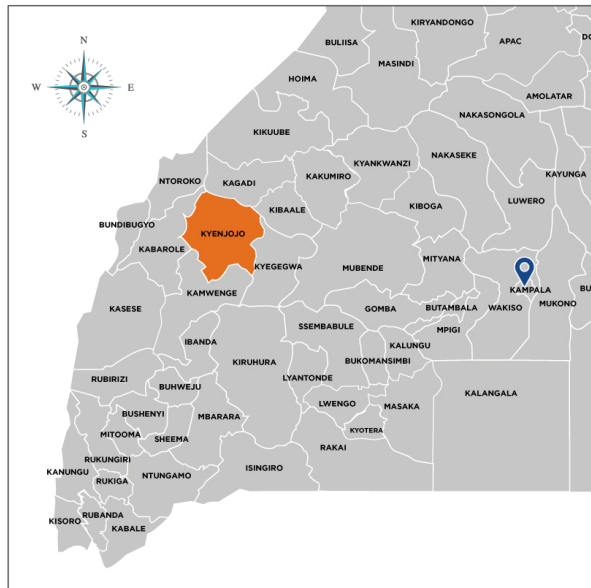 N
W E
S
KIRYANDONGO
BULIISA
APAC
MASINDI
HOIMA
AMOLATAR
NAKASONGOLA
KIKUUBE
KYANKWANZI
NAKASEKE
KAKUMIRO
KAYUNGA
NTOROKO
KAGADI
KIBAALE
LUWERO
KIBOGA
BUNDIBUGYO
KYENJOJO
KABAROLE
KYEGEGWA
MUBENDE
MITYANA
KAMPALA
KAMWENGE
KASESE
GOMBA
BUTAMBALA
WAKISO
MUKONO
SSEMBABULE
MPIGI
IBANDA
KALUNGU
KIRUHURA
BUKOMANSIMBI
RUBIRIZI
LYANTONDE
BUHWEJU
KALANGALA
LWENGO
MASAKA
BUSHENYI
MBARARA
MITOOMA
SHEEMA
KYOTERA
RAKAI
RUKUNGIRI
KANUNGU
ISINGIRO
NTUNGAMO
RUKIGA
RUBANDA
KISORO
KABALE